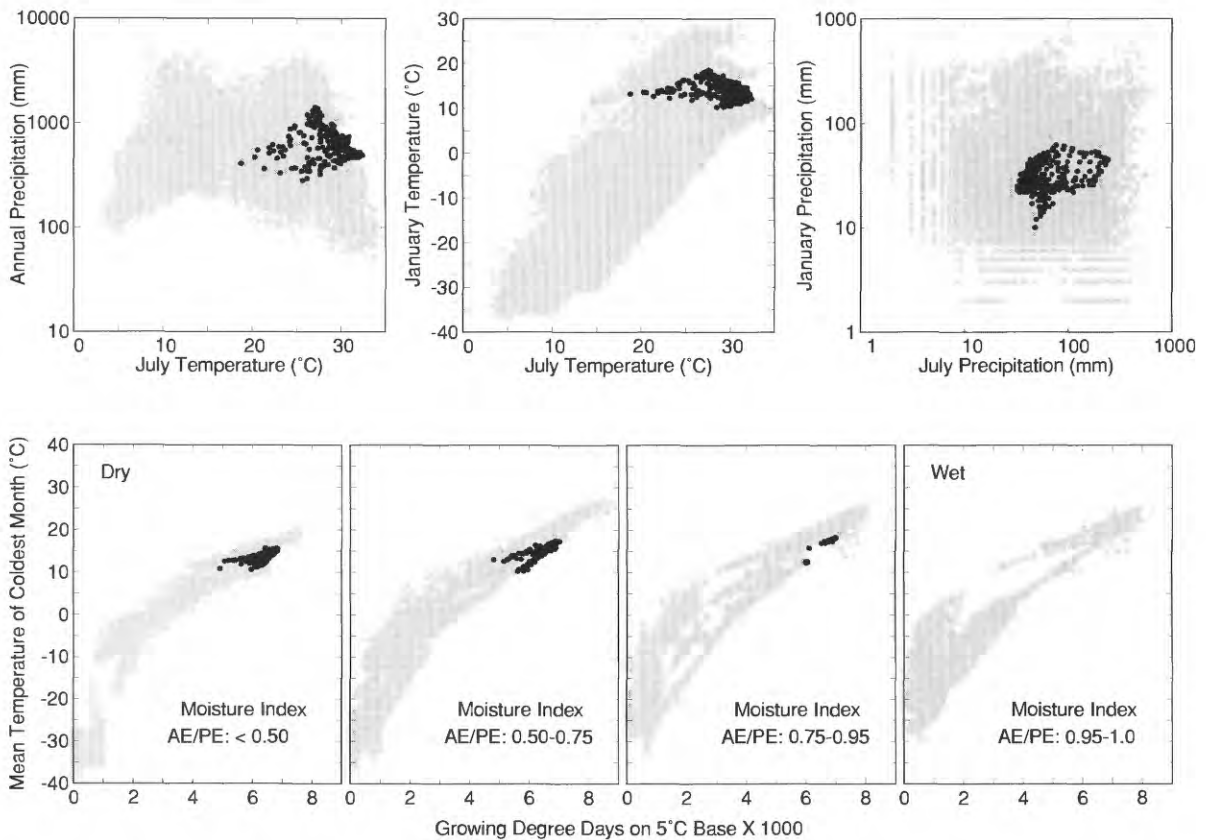 10000
1000
100
10
Annual Precipitation (mm)
0
10
20
30
July Temperature (˚C)
30
20
10
0
-10
-20
-30
-40
January Temperature (˚C)
0
10
20
30
July Temperature (˚C)
1000
100
10
1
January Precipitation (mm)
1
10
100
1000
July Precipitation (mm)
Mean Temperature of Coldest Month (˚C)
40
30
20
10
0
-10
-20
-30
-40
Dry
Moisture Index
AE/PE: < 0.50
0 2 4 6 8
Moisture Index
AE/PE: 0.50-0.75
0 2 4 6 8
Moisture Index
AE/PE: 0.75-0.95
0 2 4 6 8
Wet
Moisture Index
AE/PE: 0.95-1.0
0 2 4 6 8
Growing Degree Days on 5˚C Base X 1000